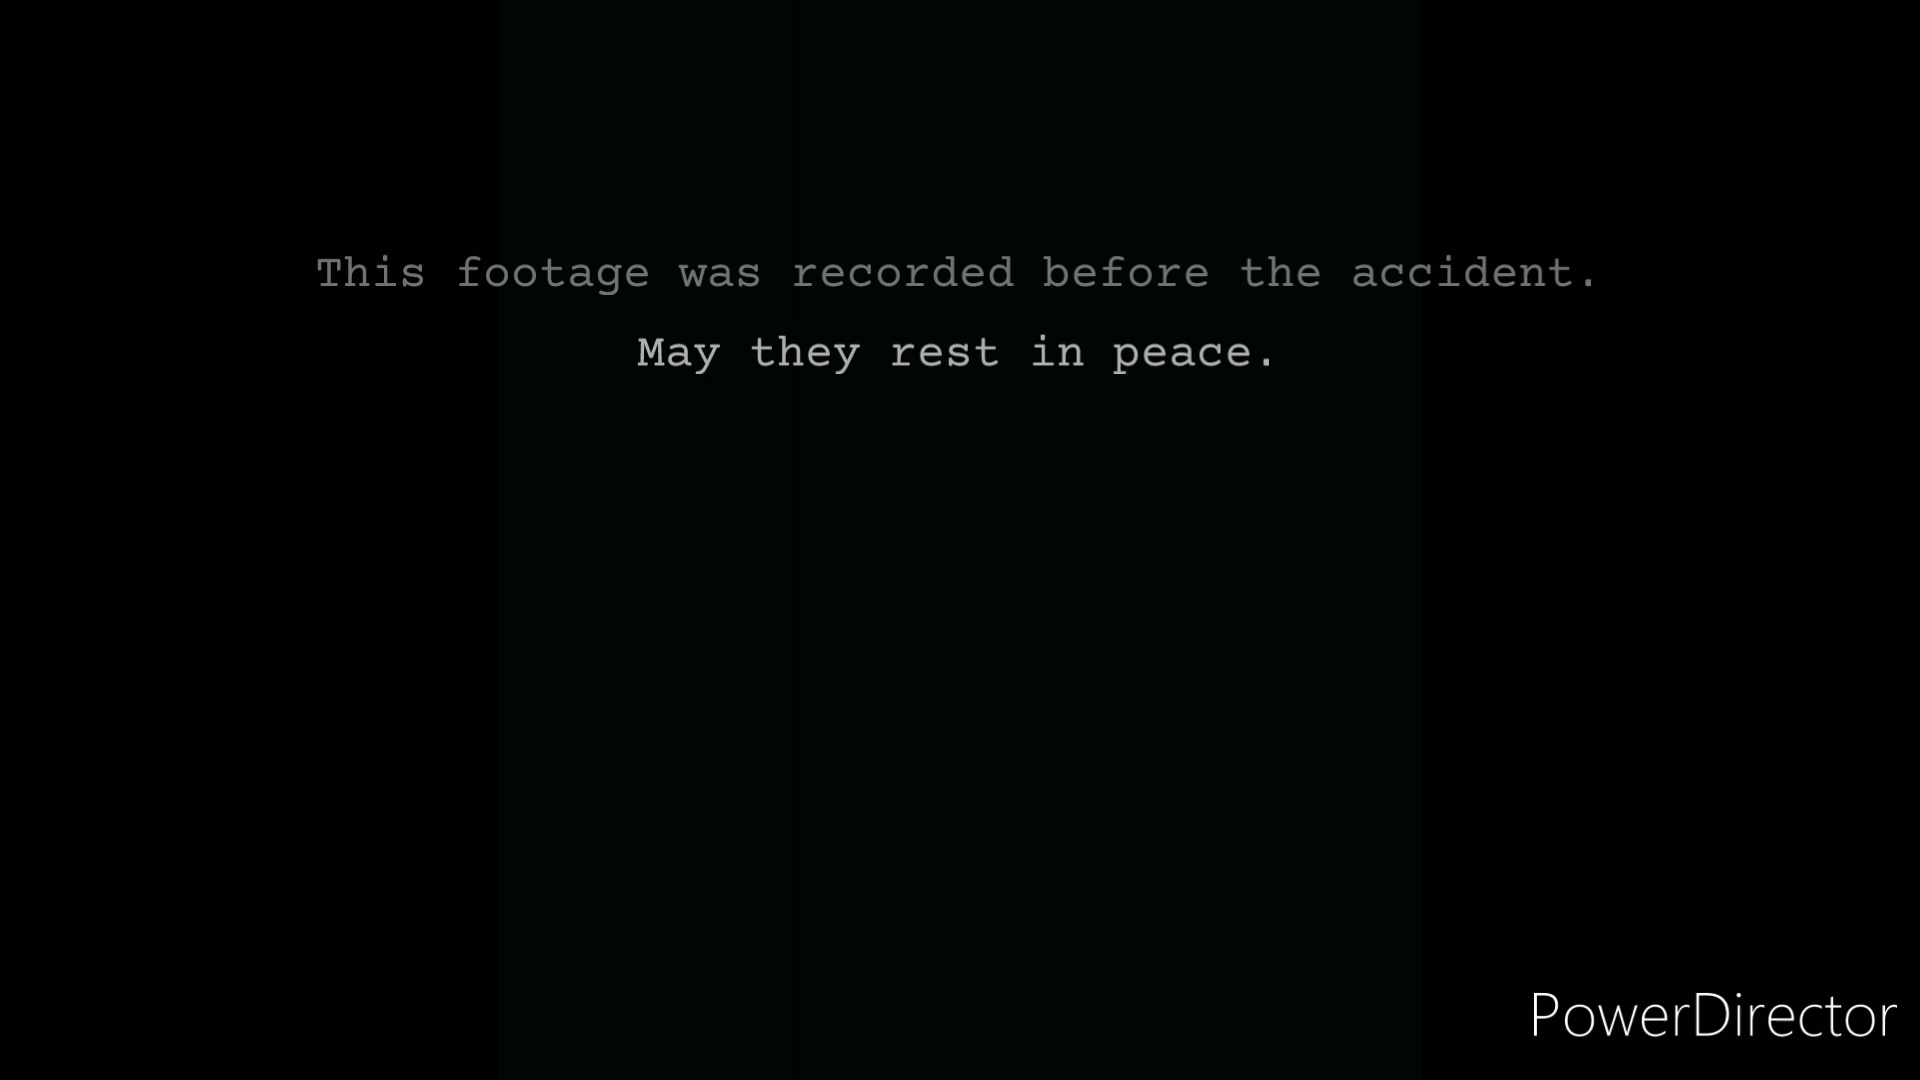 This footage was recorded before the accident.
May they rest in peace.
PowerDirector